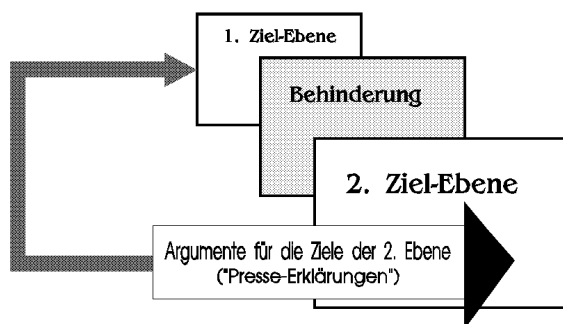 1. Ziel-Ebene
Behinderung
2. Ziel-Ebene
Argumente für die Ziele der 2. Ebene
("Presse-Erklärungen")